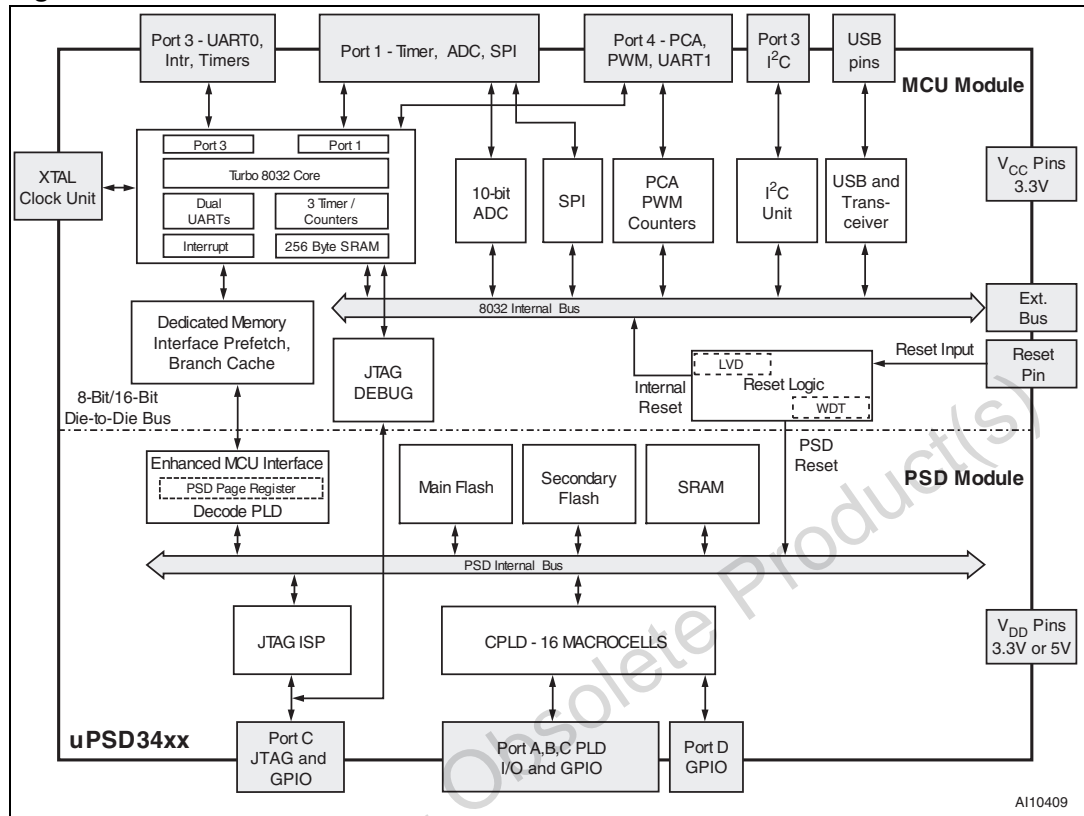 Port 3 - UART0,
Intr, Timers
Port 1 - Timer, ADC, SPI
Port 4 - PCA,
PWM, UART1
Port 3
I²C
USB
pins
MCU Module
XTAL
Clock Unit
Port 3
Port 1
Turbo 8032 Core
Dual
UARTs
3 Timer /
Counters
Interrupt
256 Byte SRAM
10-bit
ADC
SPI
PCA
PWM
Counters
I²C
Unit
USB and
Trans-
ceiver
VCC Pins
3.3V
8032 Internal Bus
Ext.
Bus
Dedicated Memory
Interface Prefetch,
Branch Cache
JTAG
DEBUG
Internal
Reset
LVD
Reset Logic
WDT
Reset Input
Reset
Pin
8-Bit/16-Bit
Die-to-Die Bus
PSD
Reset
PSD Module
Enhanced MCU Interface
PSD Page Register
Decode PLD
Main Flash
Secondary
Flash
SRAM
PSD Internal Bus
JTAG ISP
CPLD - 16 MACROCELLS
VDD Pins
3.3V or 5V
uPSD34xx
Port C
JTAG and
GPIO
Port A,B,C PLD
I/O and GPIO
Port D
GPIO
Obsolete Product(s)
AI10409